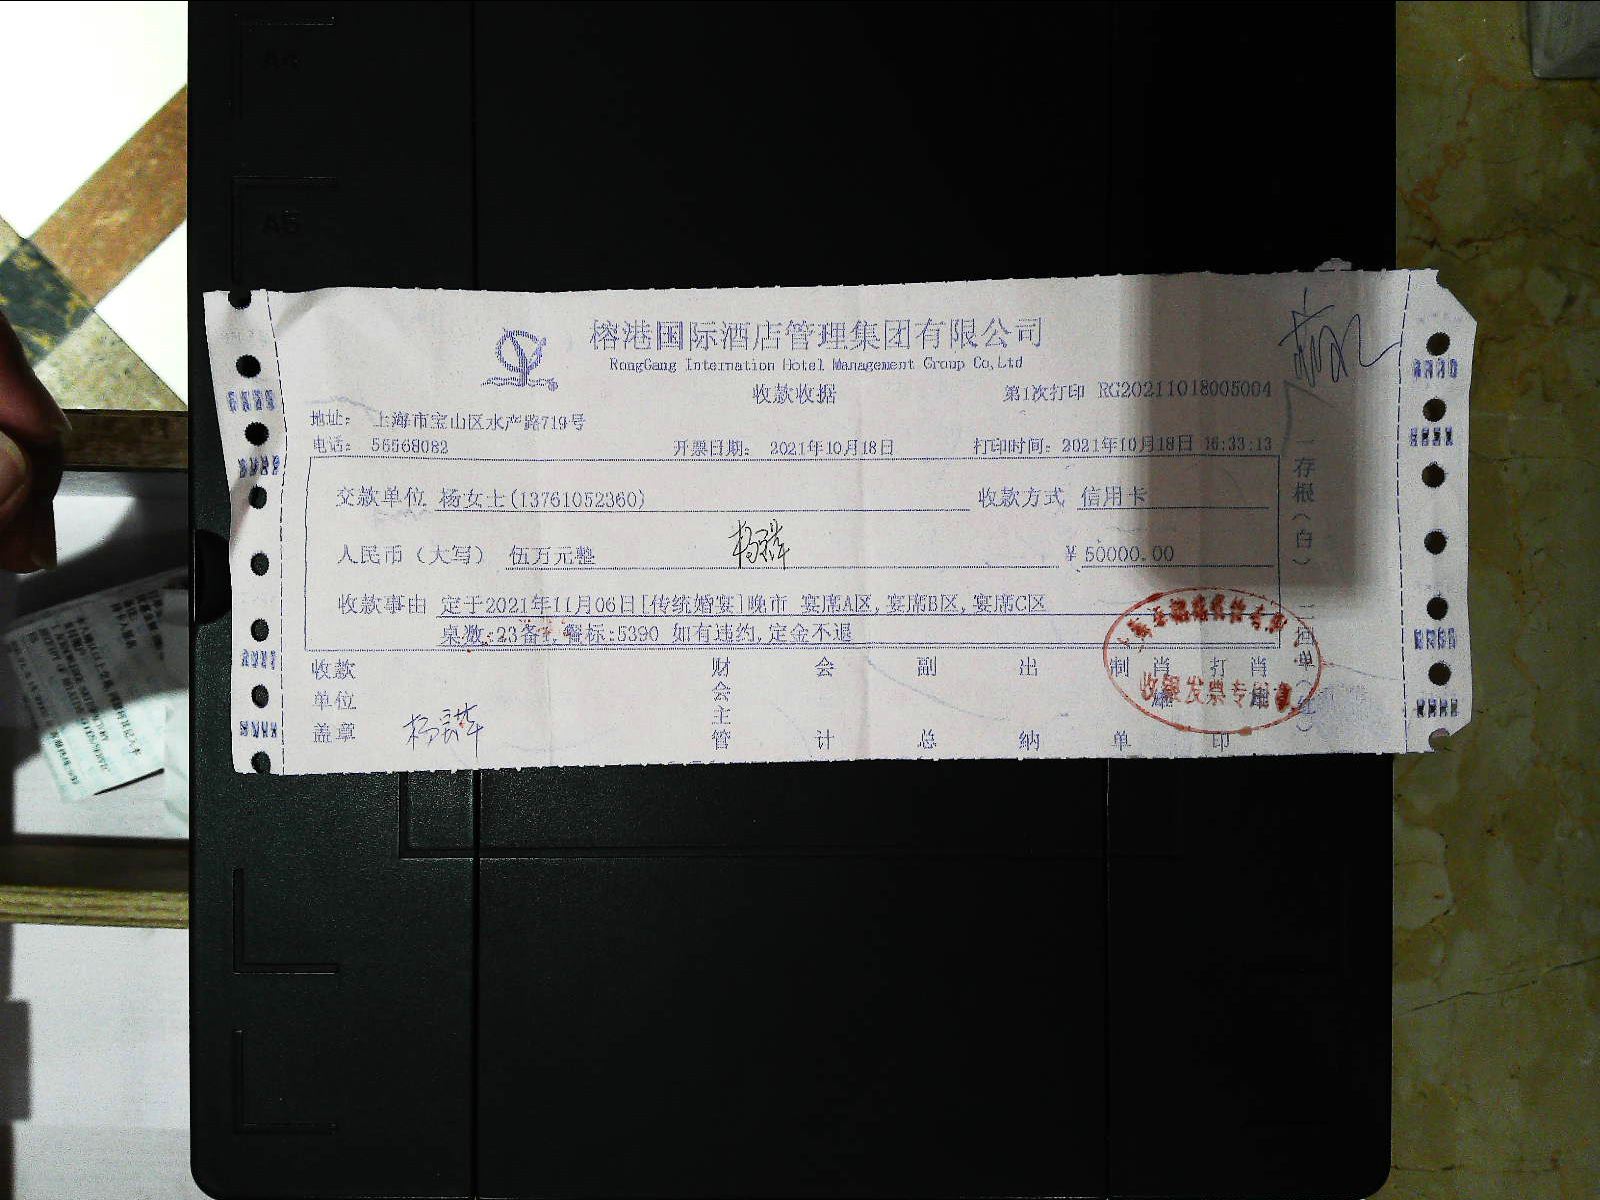 榕港国际酒店管理集团有限公司
RongGang Internation Hotel Management Group Co,Ltd
收款收据 第1次打印 RG20211018005004
地址: 上海市宝山区水产路719号
电话: 56568082 开票日期: 2021年10月18日 打印时间: 2021年10月18日 16:33:13
交款单位 杨女士(13761052360) 收款方式 信用卡
人民币(大写) 伍万元整 ¥50000.00
收款事由 定于2021年11月06日[传统婚宴]晚市 宴席A区,宴席B区,宴席C区
桌数:23备1,餐标:5390 如有违约,定金不退
收款单位盖章 财会主管 会计 副总 出纳 制单 打印
收银发票专用章
一存根(白)
A4
A5